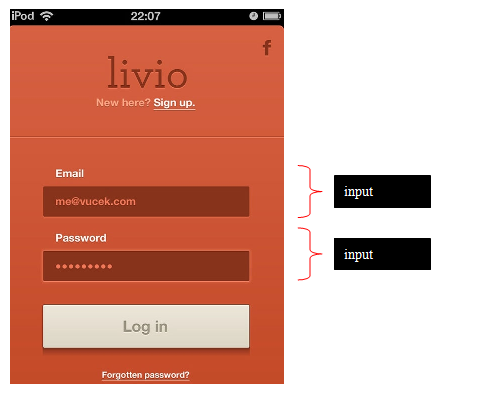 iPod 22:07
f
livio
New here? Sign up.
Email
me@vucek.com
input
Password
•••••••••
input
Log in
Forgotten password?